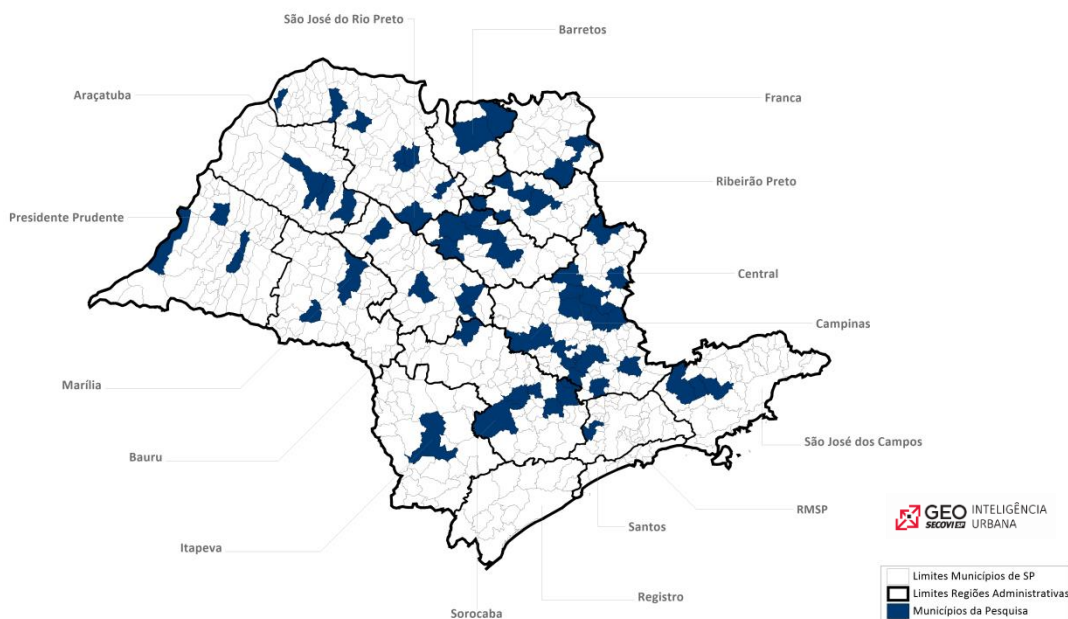 São José do Rio Preto
Barretos
Araçatuba
Franca
Ribeirão Preto
Presidente Prudente
Central
Campinas
Marília
São José dos Campos
Bauru
RMSP
Santos
Itapeva
Registro
Sorocaba
GEO
SECOVI SP
INTELIGÊNCIA
URBANA
Limites Municípios de SP
Limites Regiões Administrativas
Municípios da Pesquisa